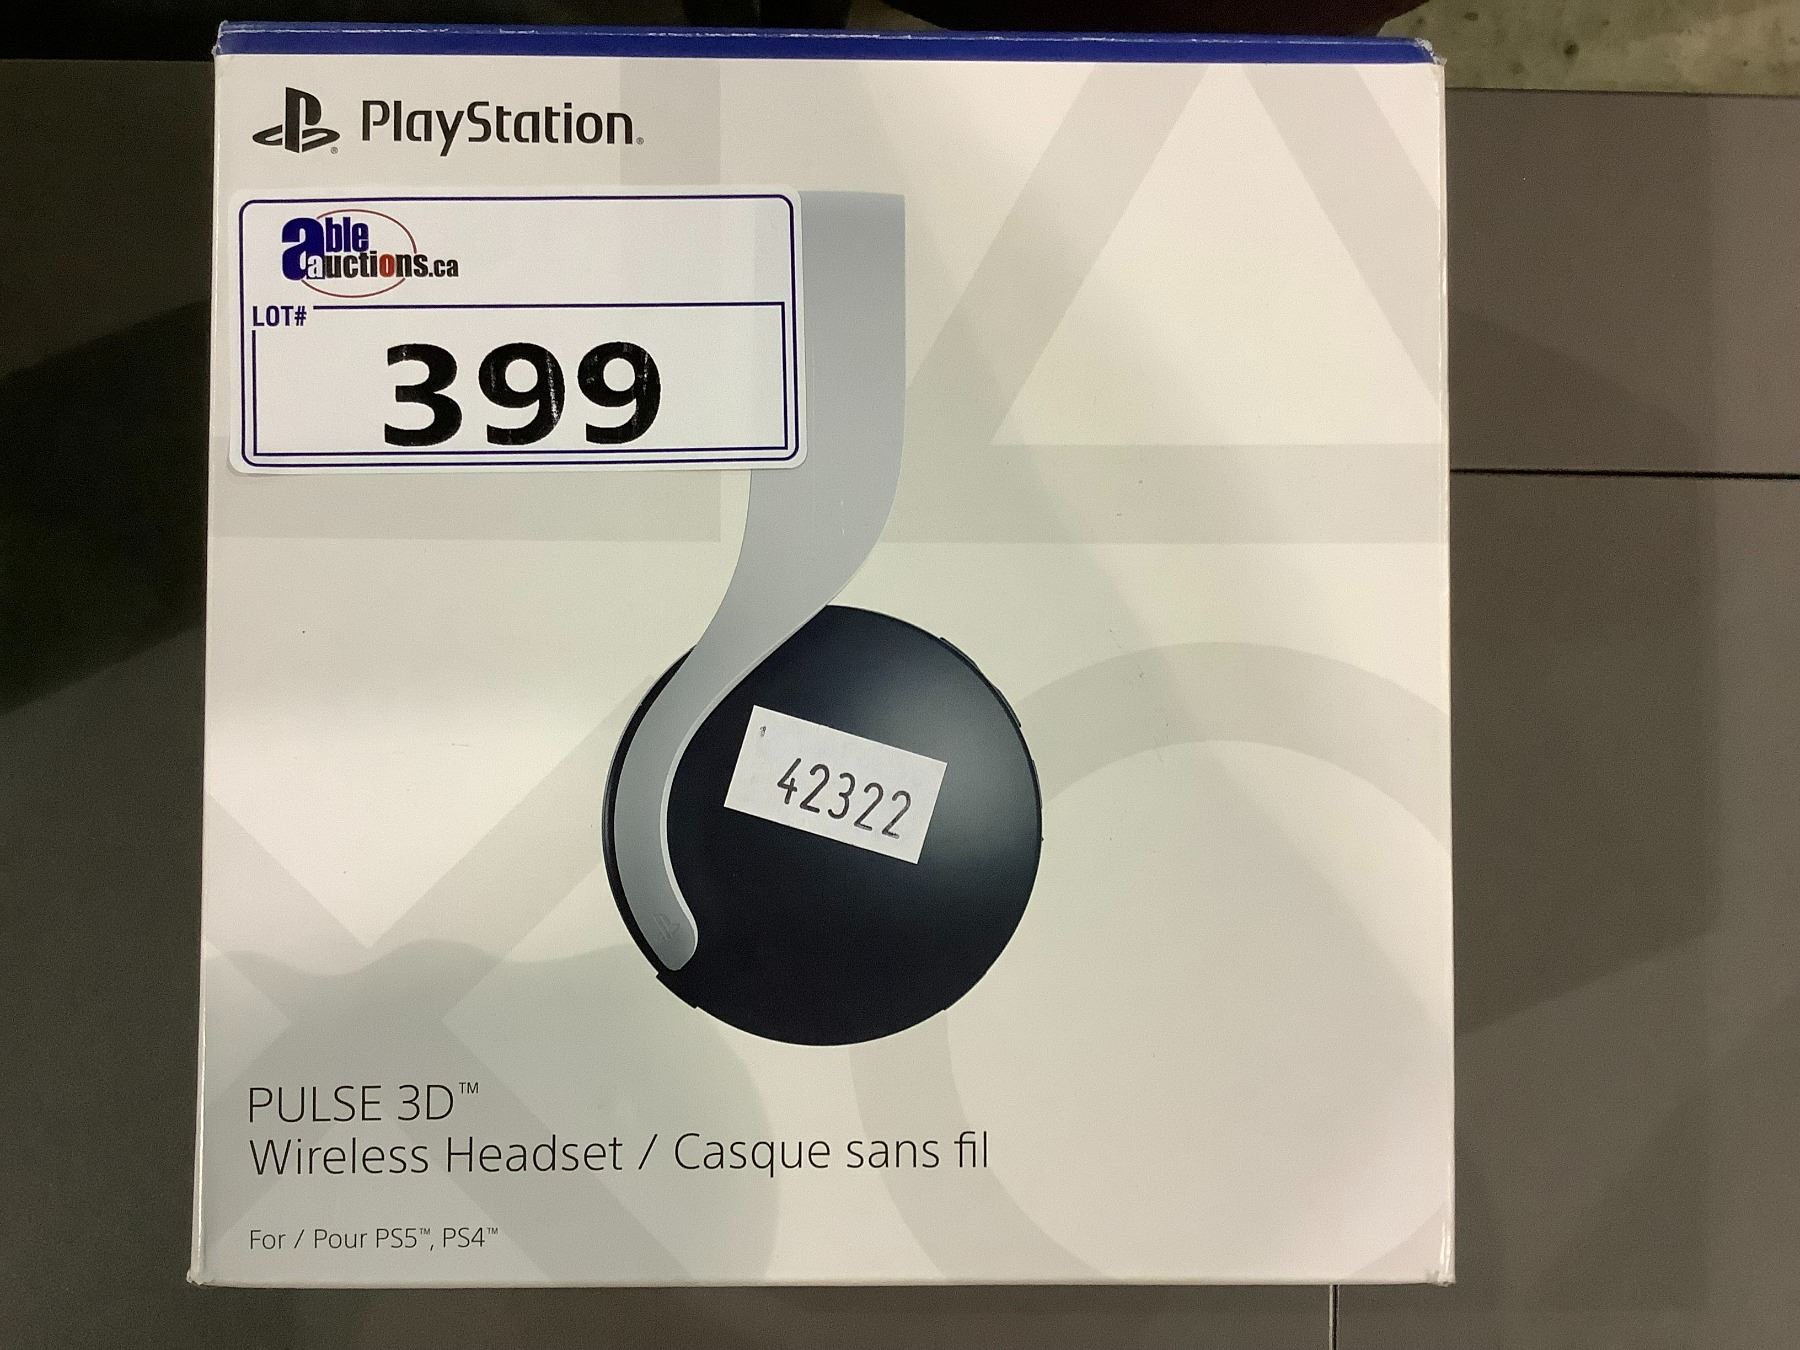 PlayStation®
able
auctions.ca
LOT#
399
42322
PULSE 3D™
Wireless Headset / Casque sans fil
For / Pour PS5™, PS4™